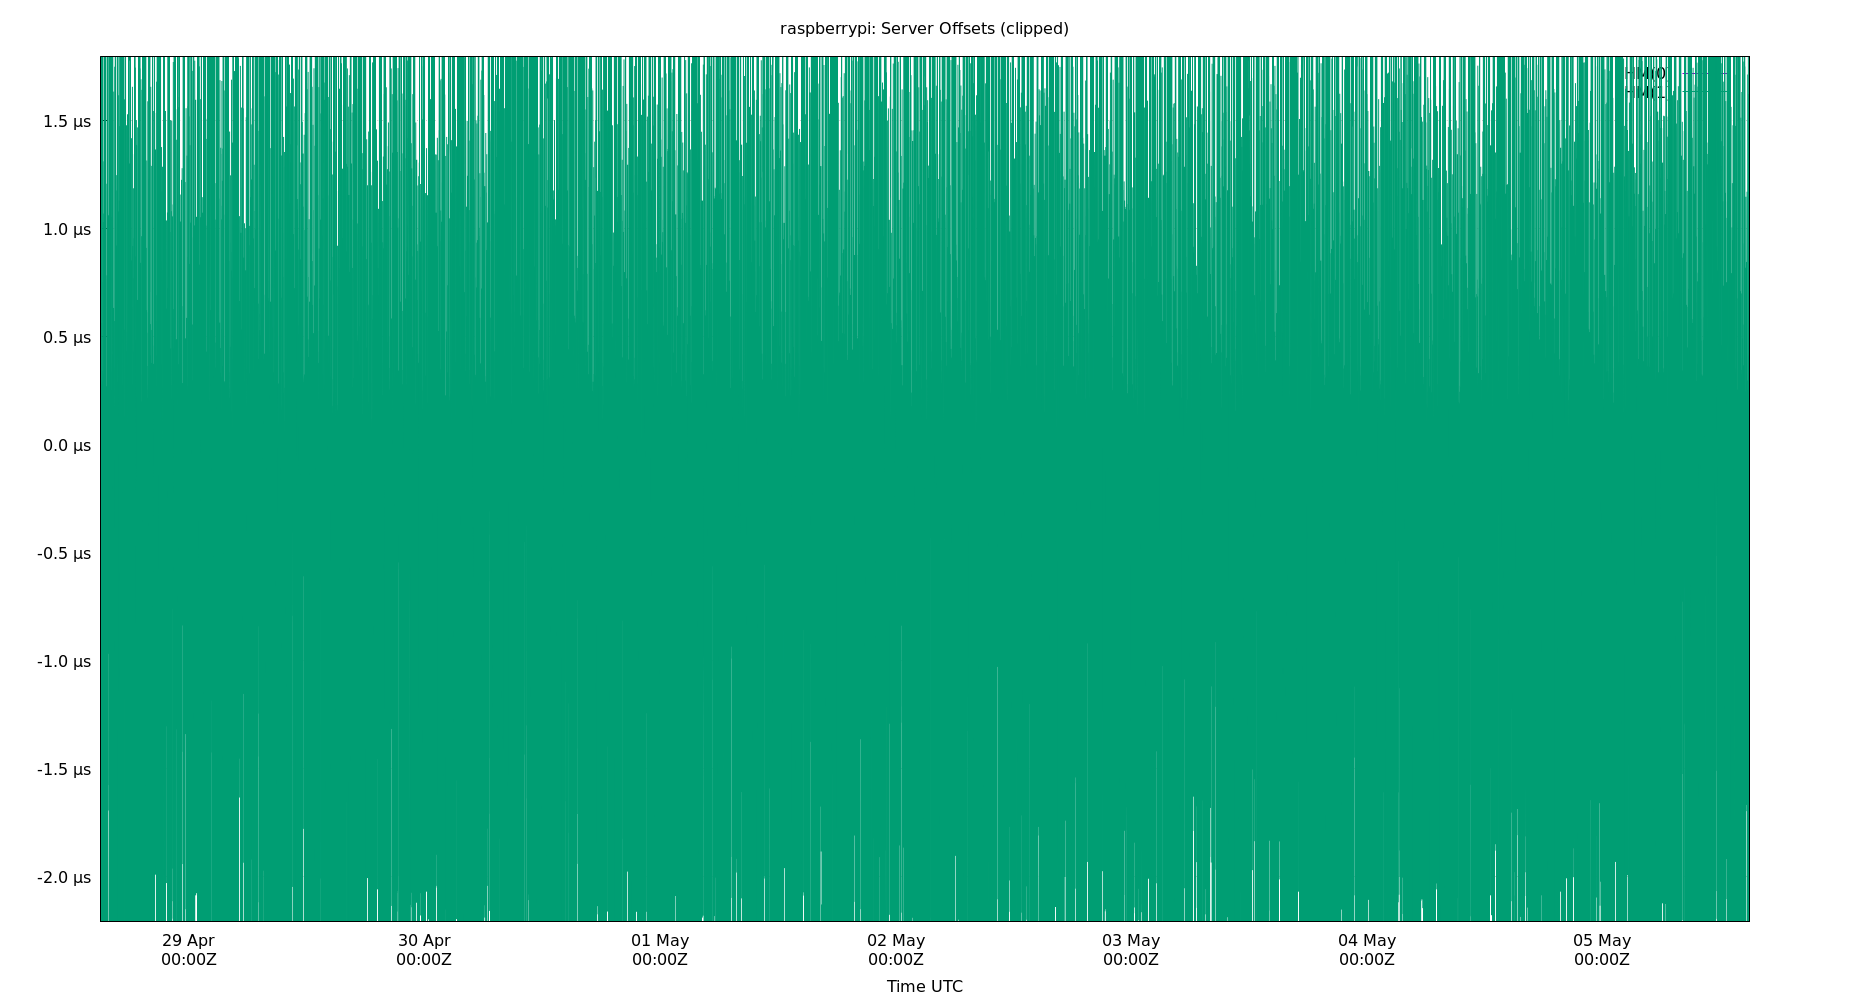 raspberrypi: Server Offsets (clipped)
1.5 µs
1.0 µs
0.5 µs
0.0 µs
-0.5 µs
-1.0 µs
-1.5 µs
-2.0 µs
29 Apr
00:00Z
30 Apr
00:00Z
01 May
00:00Z
02 May
00:00Z
03 May
00:00Z
04 May
00:00Z
05 May
00:00Z
Time UTC